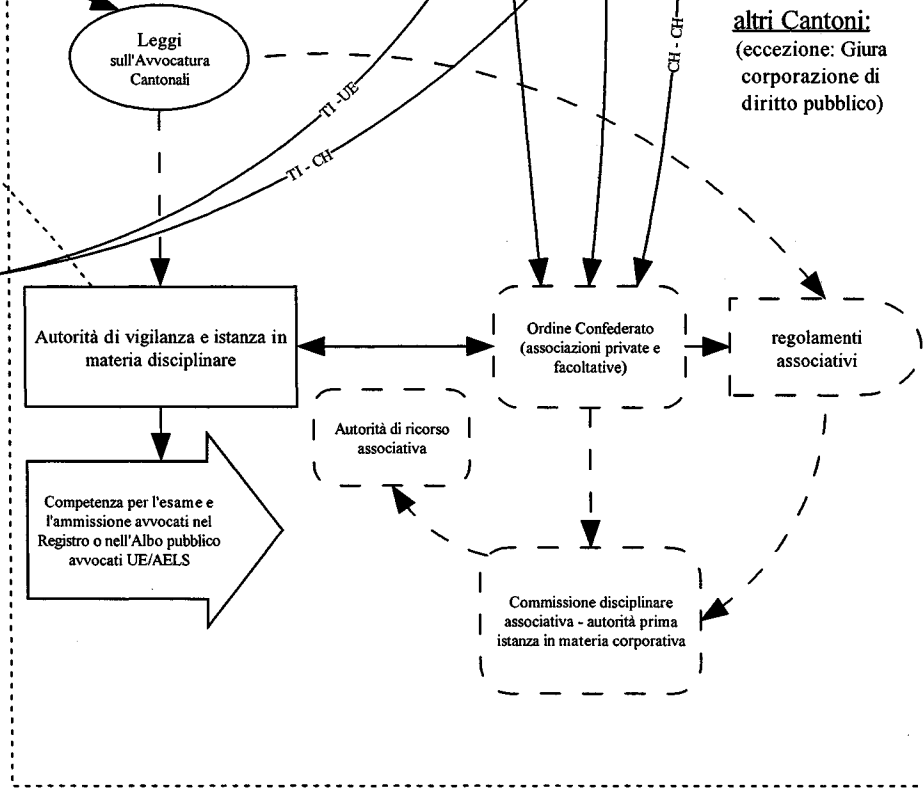 altri Cantoni:
(eccezione: Giura
corporazione di
diritto pubblico)
Leggi
sull'Avvocatura
Cantonali
CH - CH
TI -UE
TI - CH
Autorità di vigilanza e istanza in
materia disciplinare
Ordine Confederato
(associazioni private e
facoltative)
regolamenti
associativi
Autorità di ricorso
associativa
Competenza per l'esame e
l'ammissione avvocati nel
Registro o nell'Albo pubblico
avvocati UE/AELS
Commissione disciplinare
associativa - autorità prima
istanza in materia corporativa